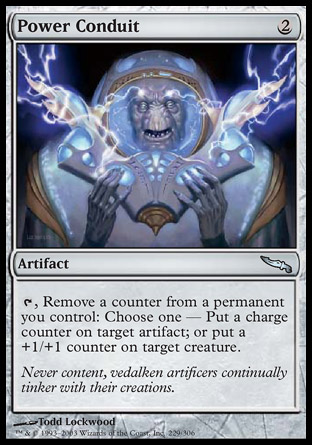 Power Conduit 2
Artifact
, Remove a counter from a permanent
you control: Choose one — Put a charge
counter on target artifact; or put a
+1/+1 counter on target creature.
Never content, vedalken artificers continually
tinker with their creations.
Todd Lockwood
™ & © 1993–2003 Wizards of the Coast, Inc. 229/306